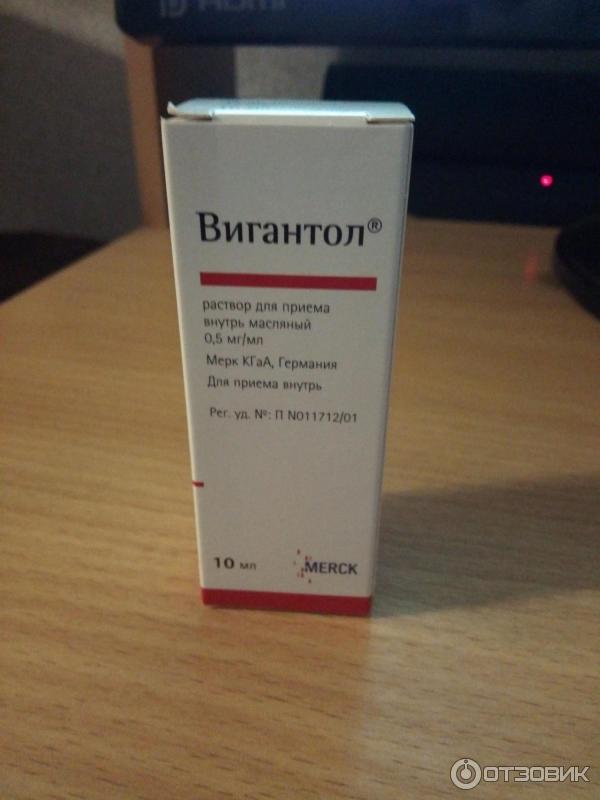 HDMI
Вигантол®
раствор для приема
внутрь масляный
0,5 мг/мл
Мерк КГаА, Германия
Для приема внутрь
Рег. уд. №: П N011712/01
10 мл
MERCK
ОТЗОВИК